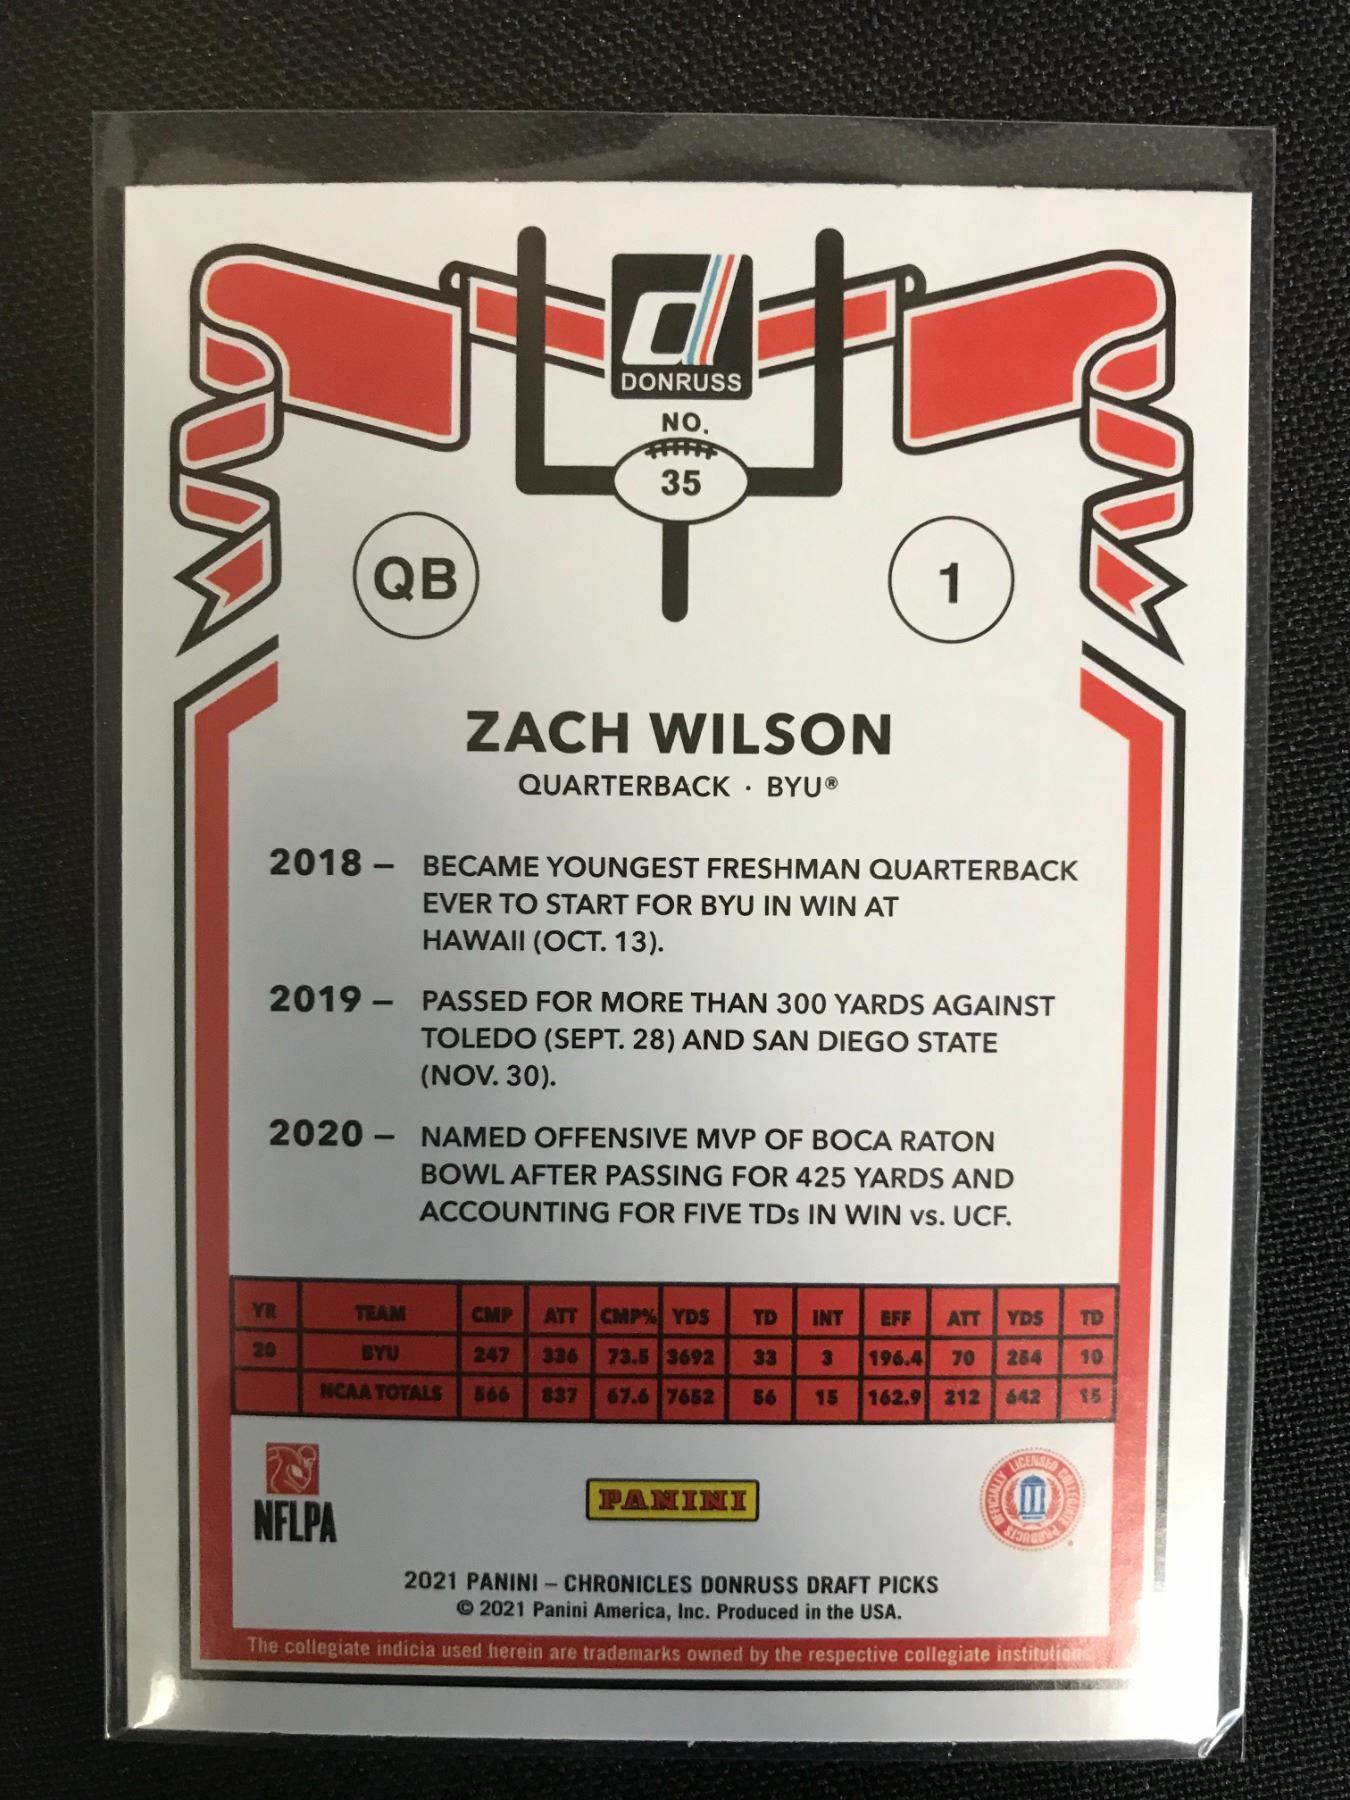 DONRUSS
NO.
35
QB
1
ZACH WILSON
QUARTERBACK · BYU®
2018 – BECAME YOUNGEST FRESHMAN QUARTERBACK
EVER TO START FOR BYU IN WIN AT
HAWAII (OCT. 13).
2019 – PASSED FOR MORE THAN 300 YARDS AGAINST
TOLEDO (SEPT. 28) AND SAN DIEGO STATE
(NOV. 30).
2020 – NAMED OFFENSIVE MVP OF BOCA RATON
BOWL AFTER PASSING FOR 425 YARDS AND
ACCOUNTING FOR FIVE TDs IN WIN vs. UCF.
YR TEAM CMP ATT CMP% YDS TD INT EFF ATT YDS TD
20 BYU 247 336 73.5 3692 33 3 196.4 70 254 10
NCAA TOTALS 566 837 67.6 7652 56 15 162.9 212 642 15
NFLPA
PANINI
OFFICIALLY LICENSED COLLEGIATE PRODUCTS
2021 PANINI – CHRONICLES DONRUSS DRAFT PICKS
© 2021 Panini America, Inc. Produced in the USA.
The collegiate indicia used herein are trademarks owned by the respective collegiate institutions.